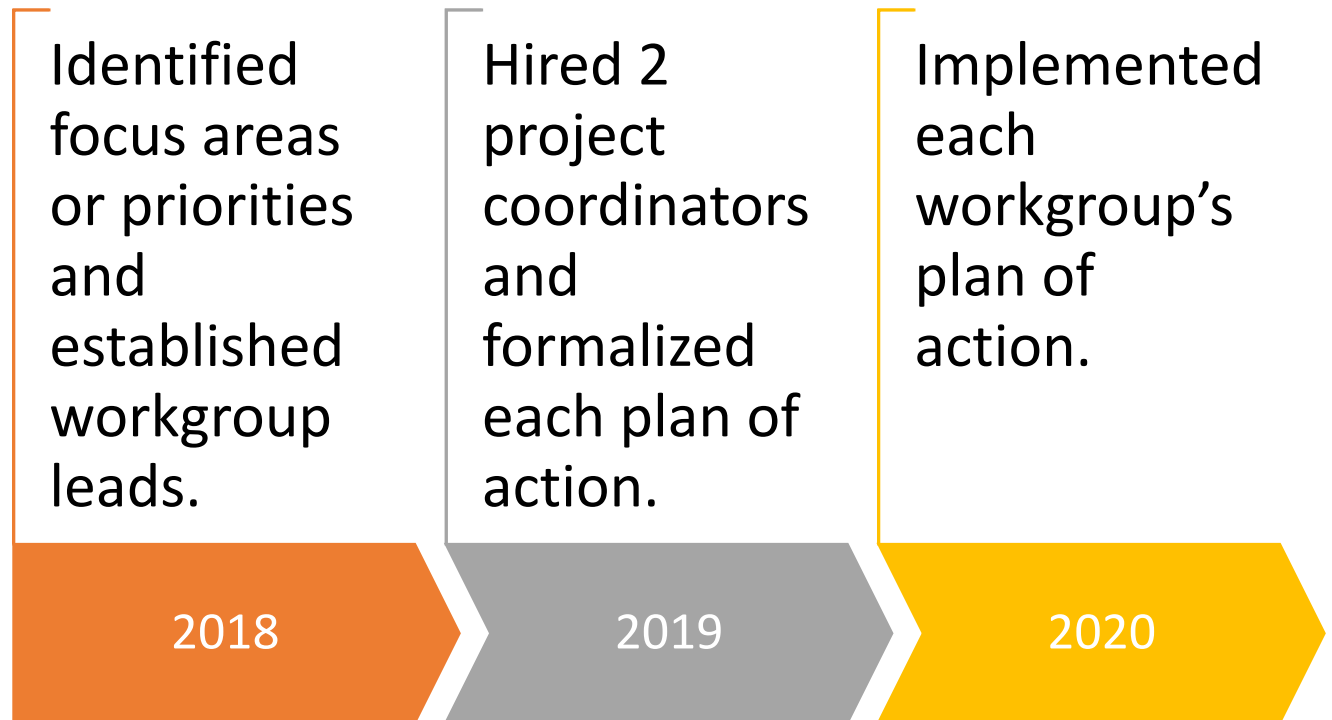 Identified
focus areas
or priorities
and
established
workgroup
leads.
2018
Hired 2
project
coordinators
and
formalized
each plan of
action.
2019
Implemented
each
workgroup’s
plan of
action.
2020